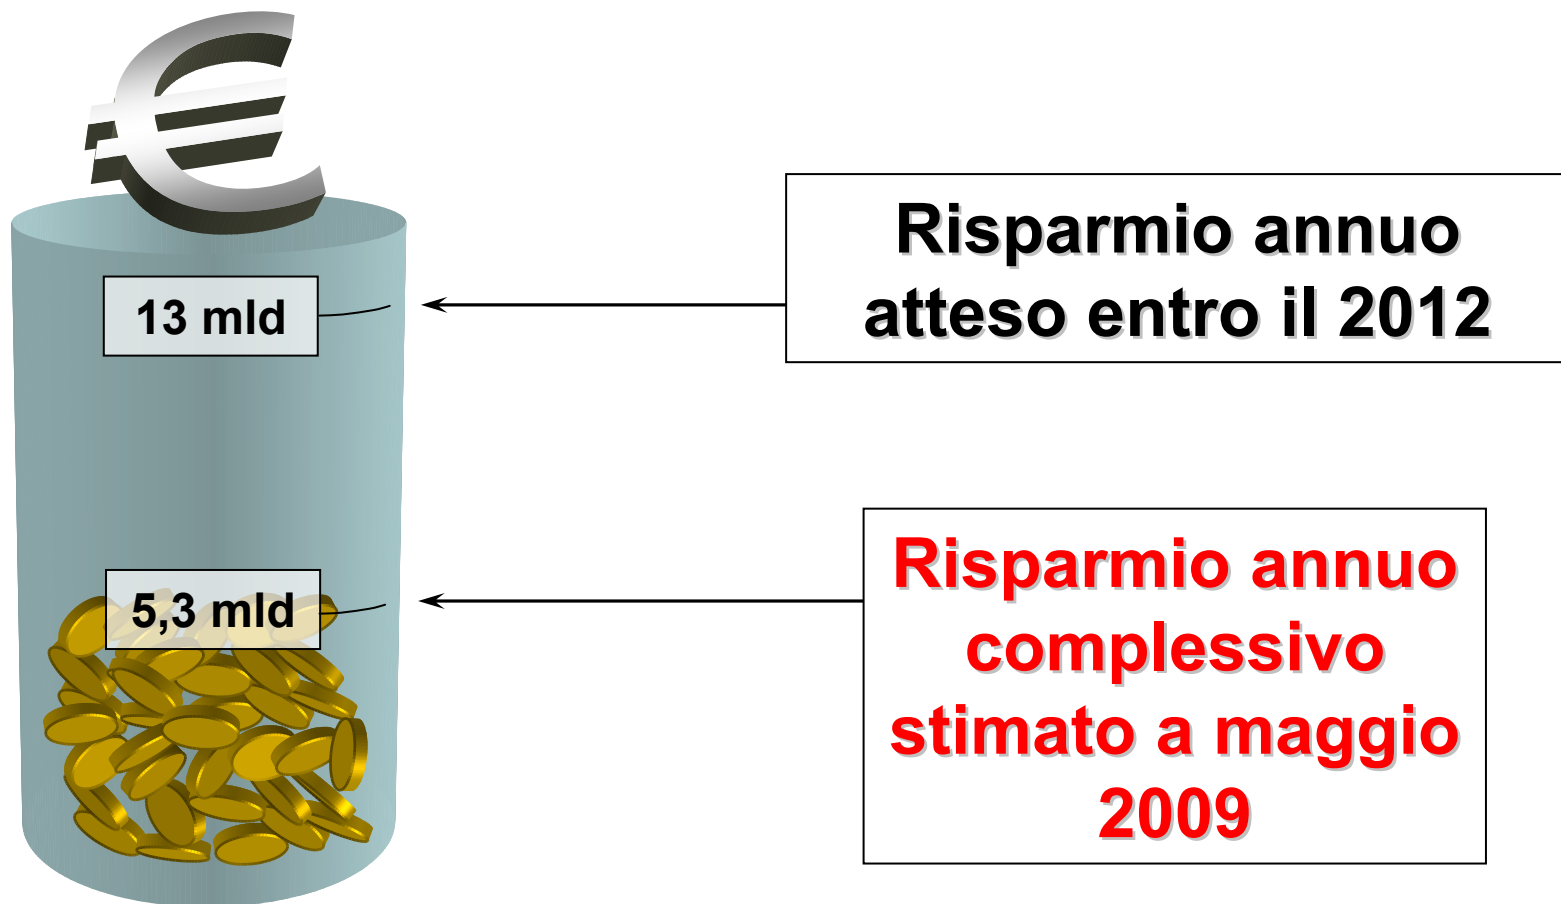 €
13 mld
Risparmio annuo
atteso entro il 2012
5,3 mld
Risparmio annuo
complessivo
stimato a maggio
2009